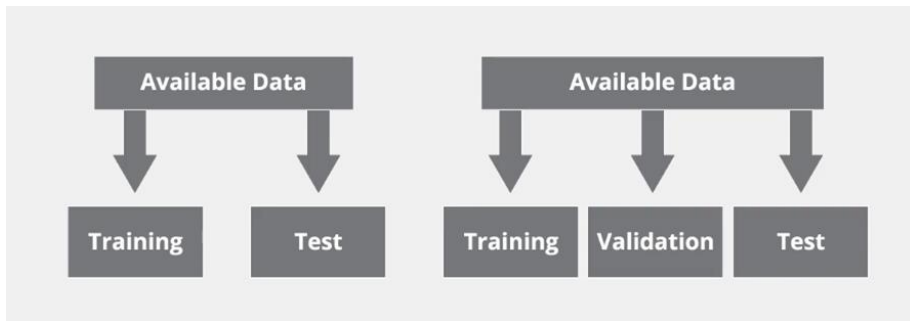 Available Data
Available Data
Training
Test
Training
Validation
Test